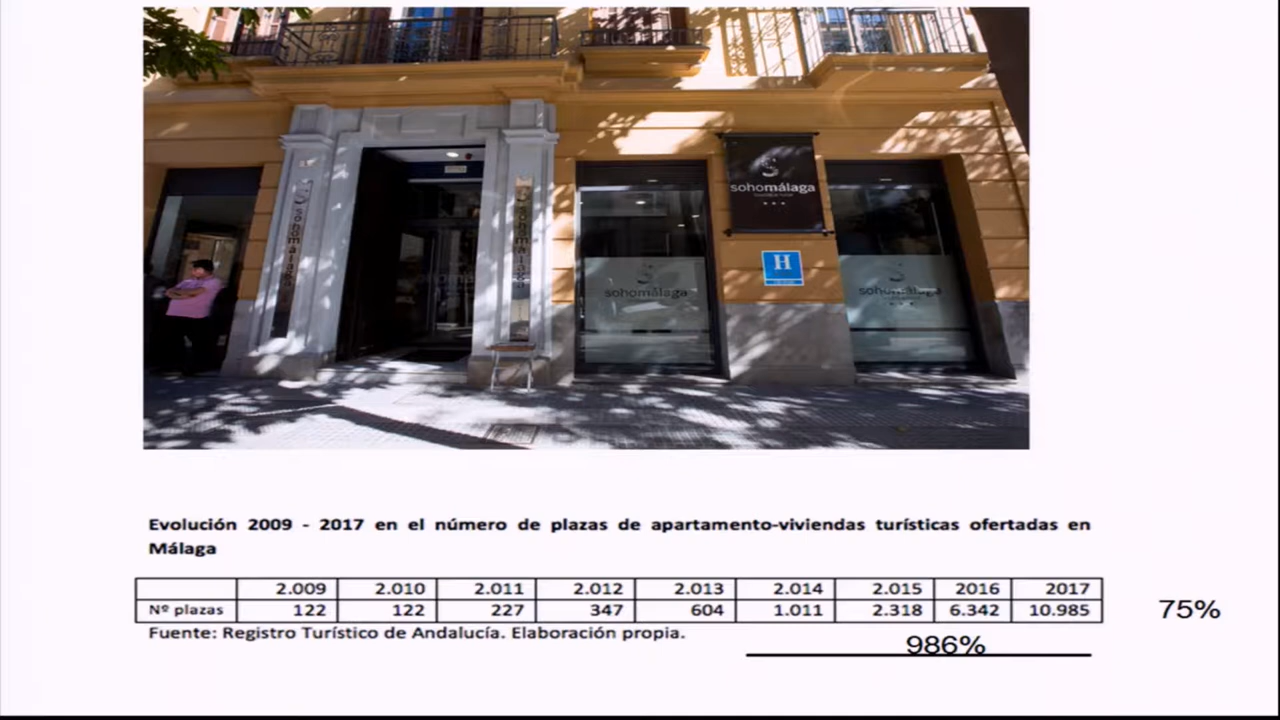 sohomálaga
sohomálaga
sohomálaga
H
sohomálaga
sohomálaga
Evolución 2009 - 2017 en el número de plazas de apartamento-viviendas turísticas ofertadas en
Málaga
2.009 2.010 2.011 2.012 2.013 2.014 2.015 2016 2017
Nº plazas 122 122 227 347 604 1.011 2.318 6.342 10.985 75%
Fuente: Registro Turístico de Andalucía. Elaboración propia.
986%